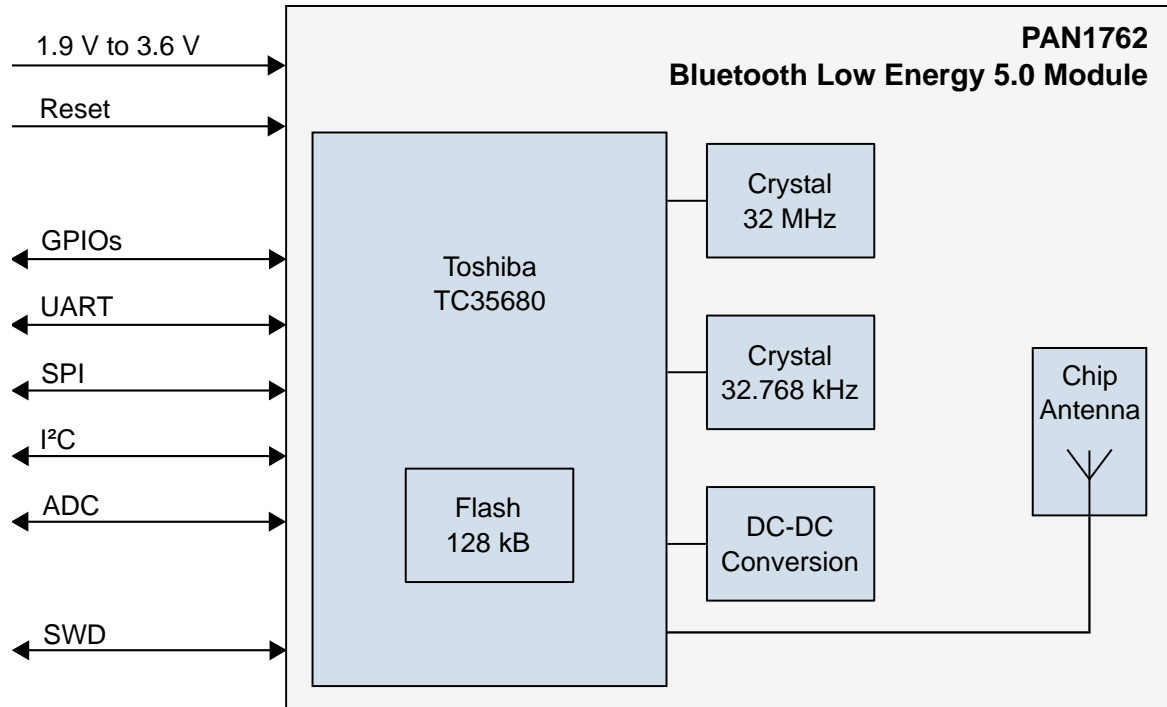 PAN1762
Bluetooth Low Energy 5.0 Module
1.9 V to 3.6 V
Reset
GPIOs
UART
SPI
I²C
ADC
SWD
Toshiba
TC35680
Flash
128 kB
Crystal
32 MHz
Crystal
32.768 kHz
DC-DC
Conversion
Chip
Antenna